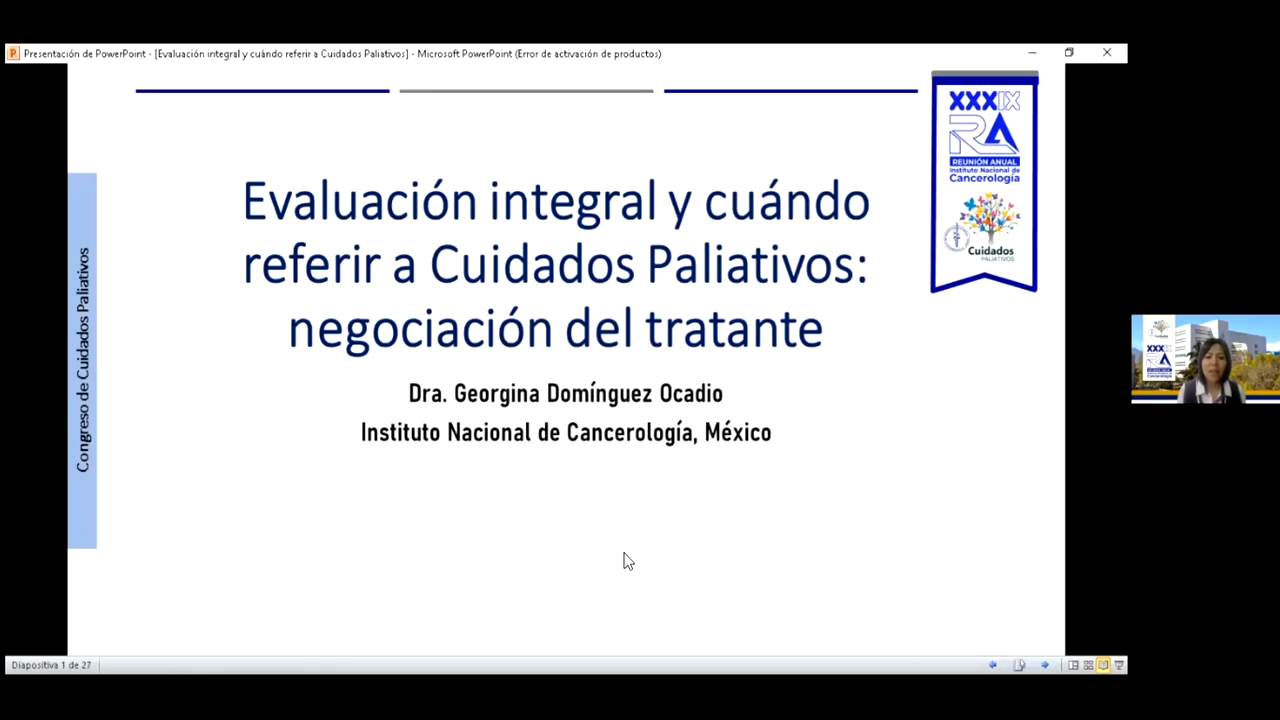 Presentación de PowerPoint - [Evaluación integral y cuándo referir a Cuidados Paliativos] - Microsoft PowerPoint (Error de activación de productos)
XXXIX
RA
REUNIÓN ANUAL
Instituto Nacional de
Cancerología
Cuidados
PALIATIVOS
Congreso de Cuidados Paliativos
Evaluación integral y cuándo
referir a Cuidados Paliativos:
negociación del tratante
Dra. Georgina Domínguez Ocadio
Instituto Nacional de Cancerología, México
XXXIX
RA
Diapositiva 1 de 27